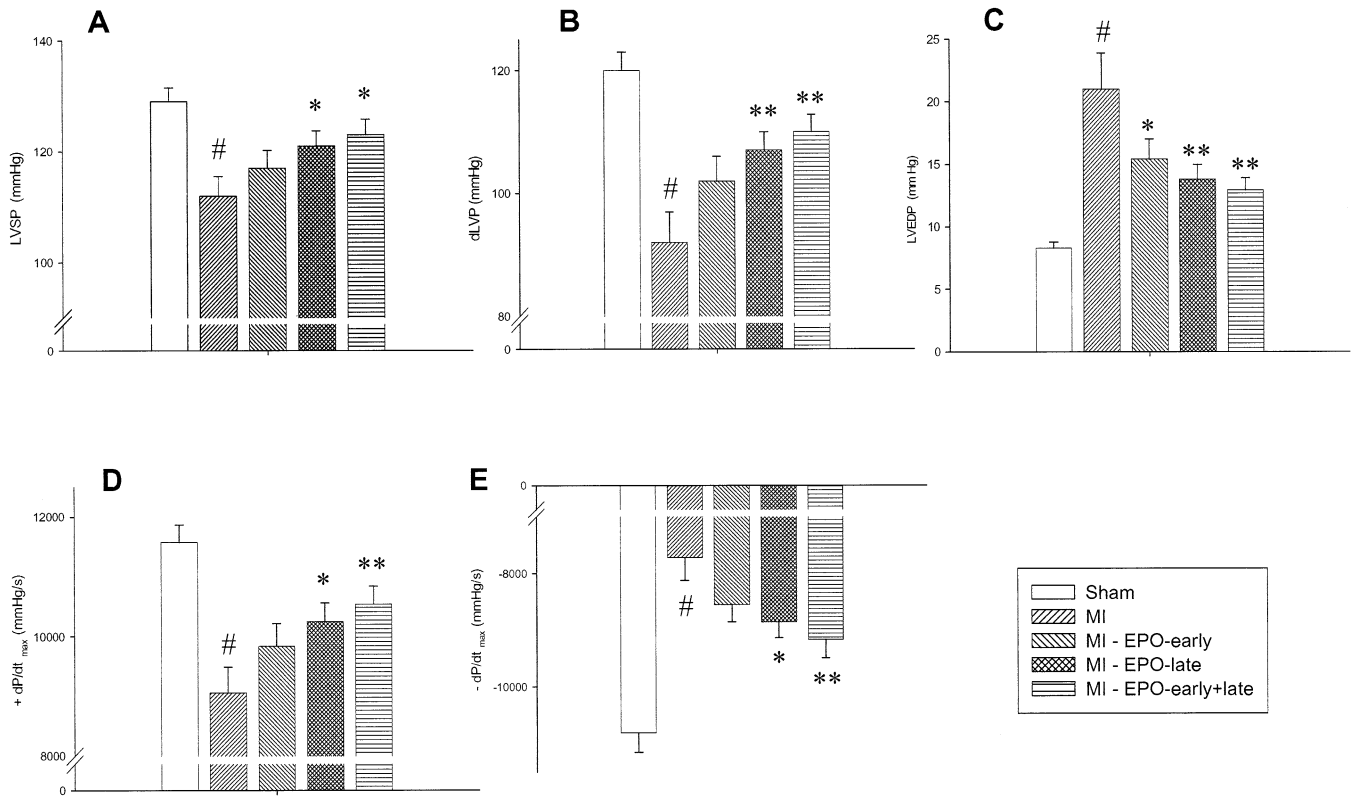 A
140
120
100
0
LVSP (mmHg)
#
*
*
B
120
100
80
0
dLVP (mmHg)
#
**
**
C
25
20
15
10
5
0
LVEDP (mm Hg)
#
*
**
**
D
12000
10000
8000
0
+ dP/dt max (mmHg/s)
#
*
**
E
0
-8000
-10000
- dP/dt max (mmHg/s)
#
*
**
Sham
MI
MI - EPO-early
MI - EPO-late
MI - EPO-early+late